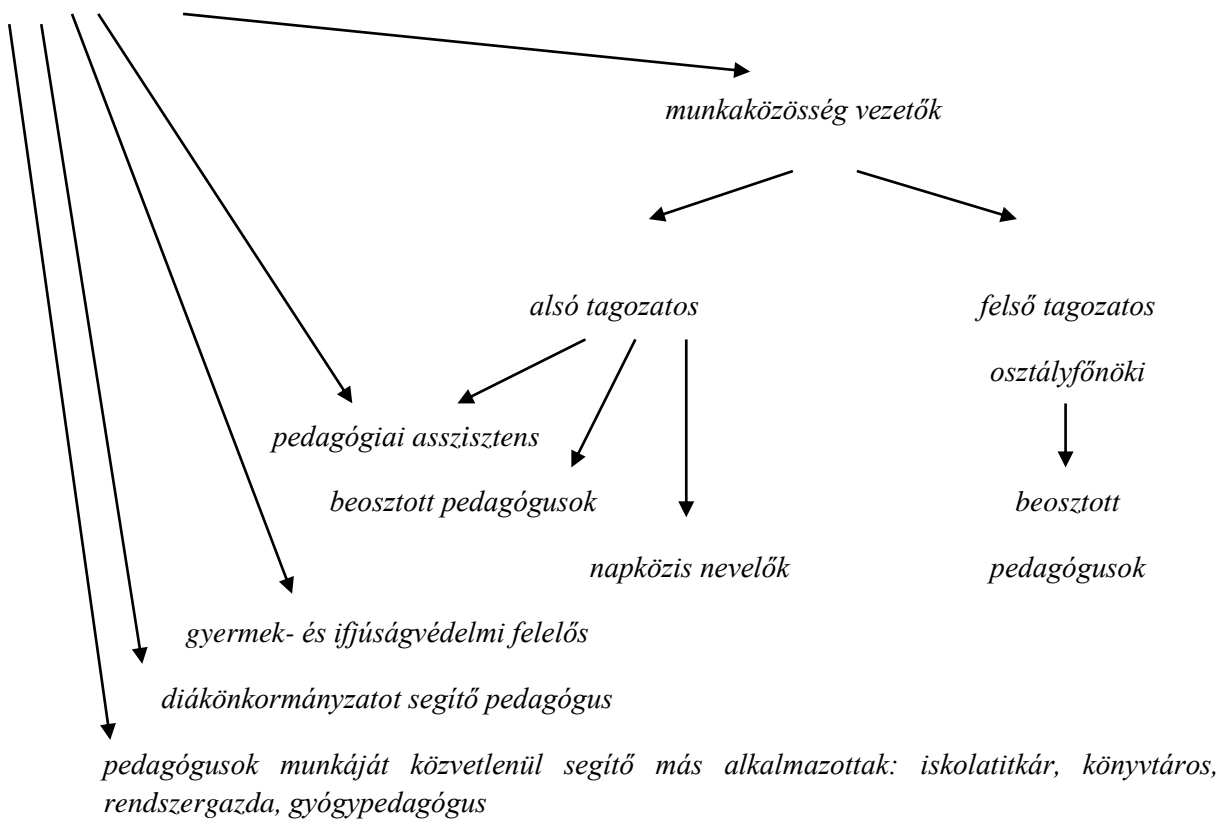 munkaközösség vezetők
alsó tagozatos felső tagozatos
osztályfőnöki
pedagógiai asszisztens
beosztott pedagógusok beosztott
napközis nevelők pedagógusok
gyermek- és ifjúságvédelmi felelős
diákönkormányzatot segítő pedagógus
pedagógusok munkáját közvetlenül segítő más alkalmazottak: iskolatitkár, könyvtáros,
rendszergazda, gyógypedagógus